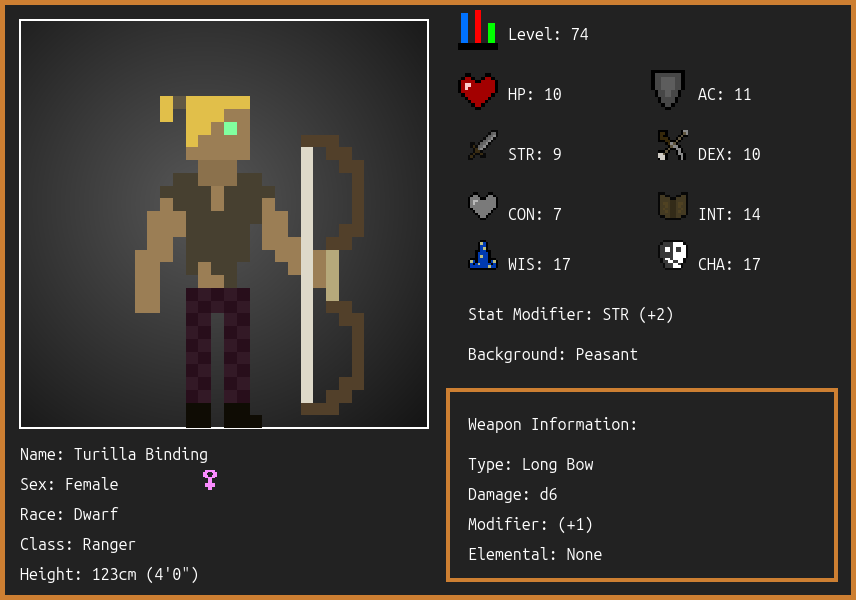 Level: 74
HP: 10
AC: 11
STR: 9
DEX: 10
CON: 7
INT: 14
WIS: 17
CHA: 17
Stat Modifier: STR (+2)
Background: Peasant
Weapon Information:
Type: Long Bow
Damage: d6
Modifier: (+1)
Elemental: None
Name: Turilla Binding
Sex: Female
Race: Dwarf
Class: Ranger
Height: 123cm (4'0")